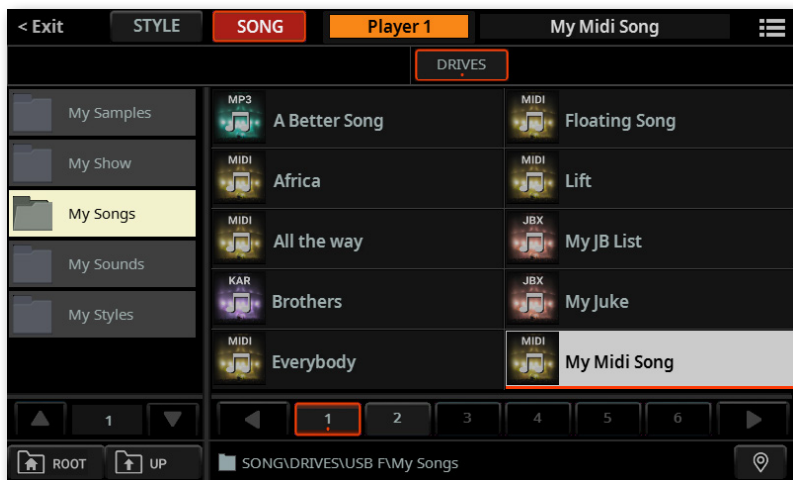 < Exit STYLE SONG Player 1 My Midi Song
DRIVES
My Samples
My Show
My Songs
My Sounds
My Styles
MP3 A Better Song
MIDI Floating Song
MIDI Africa
MIDI Lift
MIDI All the way
JBX My JB List
KAR Brothers
JBX My Juke
MIDI Everybody
MIDI My Midi Song
1
1 2 3 4 5 6
ROOT UP SONG\DRIVES\USB F\My Songs